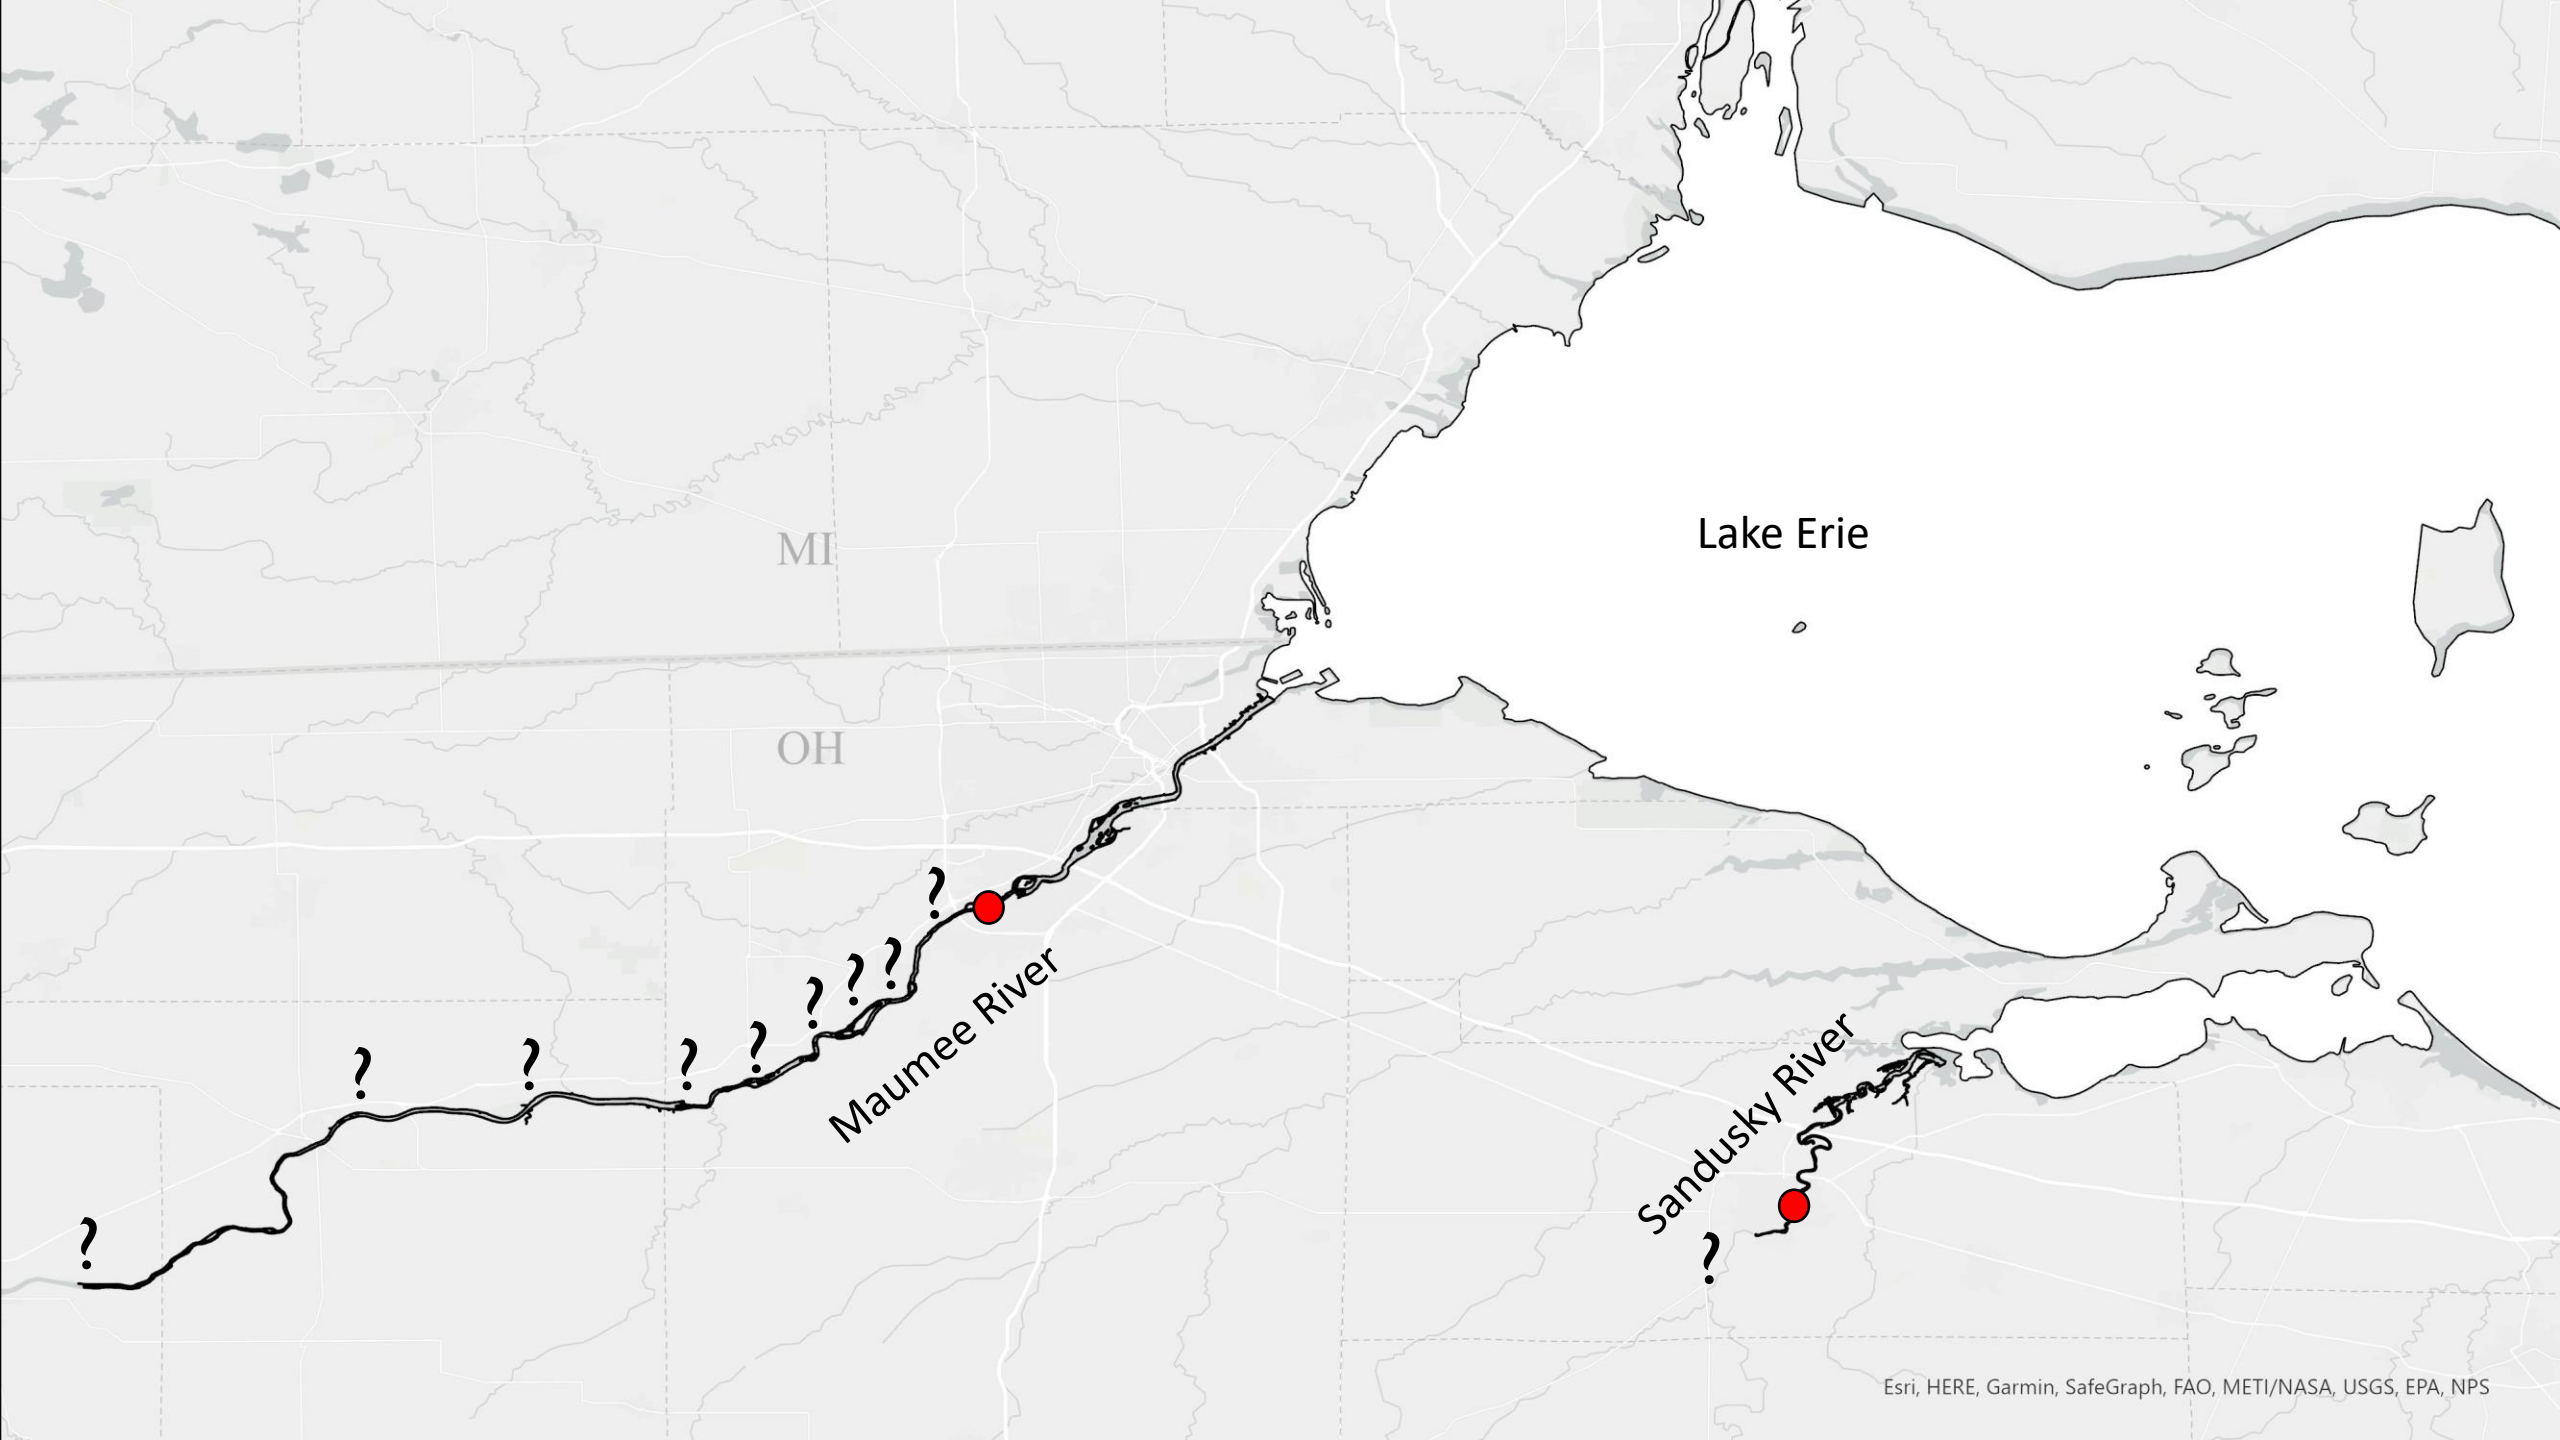 Lake Erie
MI
OH
?
?
?
?
?
?
?
?
?
Maumee River
Sandusky River
?
Esri, HERE, Garmin, SafeGraph, FAO, METI/NASA, USGS, EPA, NPS